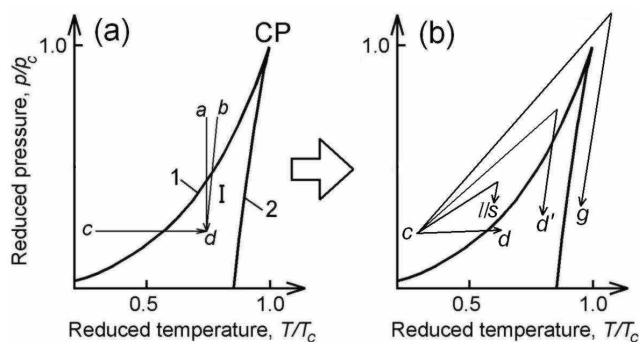 (a)
CP
1.0
a
b
1
I
2
c
d
0.5
1.0
Reduced pressure, p/pc
Reduced temperature, T/Tc
(b)
1.0
l/s
d'
g
c
d
0.5
1.0
Reduced temperature, T/Tc